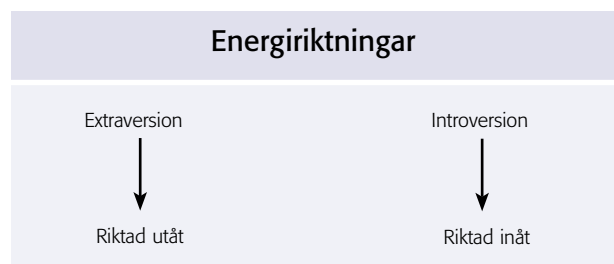 Energiriktningar
Extraversion
Introversion
Riktad utåt
Riktad inåt